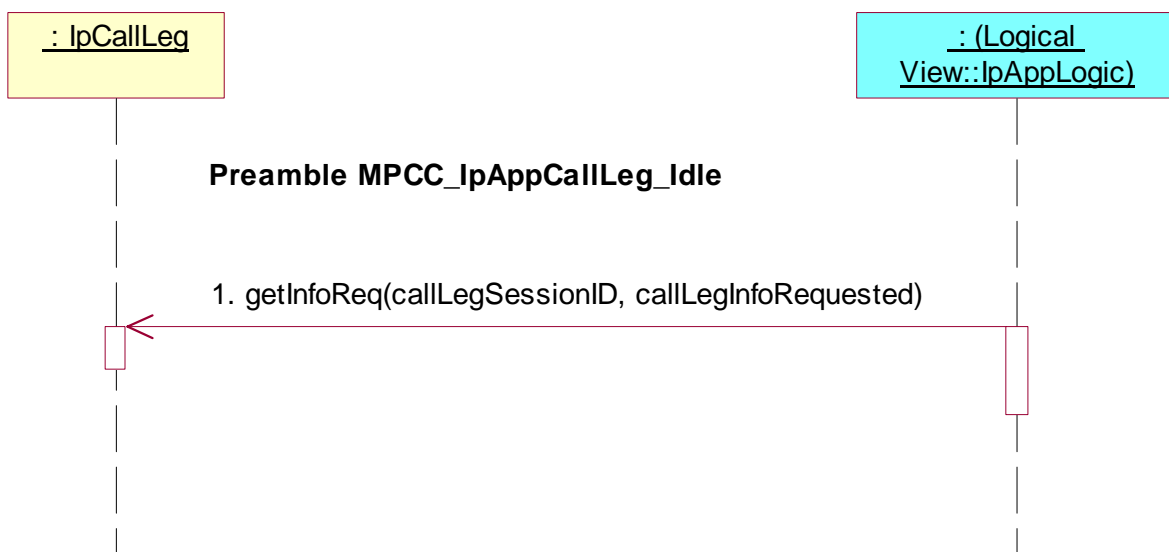 : IpCallLeg
: (Logical
View::IpAppLogic)
Preamble MPCC_IpAppCallLeg_Idle
1. getInfoReq(callLegSessionID, callLegInfoRequested)